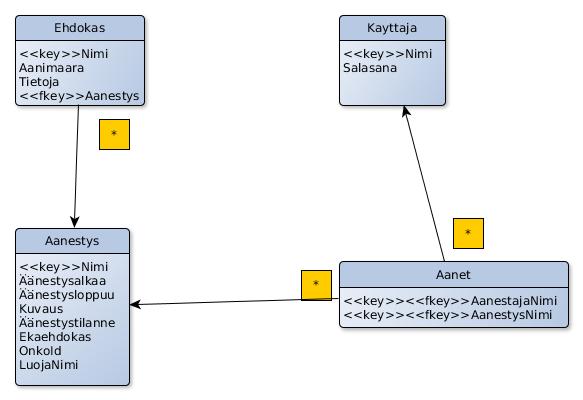 Ehdokas
<<key>>Nimi
Aanimaara
Tietoja
<<fkey>>Aanestys
*
Kayttaja
<<key>>Nimi
Salasana
*
Aanestys
<<key>>Nimi
Äänestysalkaa
Äänestysloppuu
Kuvaus
Äänestystilanne
Ekaehdokas
OnkoId
LuojaNimi
*
Aanet
<<key>><<fkey>>AanestajaNimi
<<key>><<fkey>>AanestysNimi